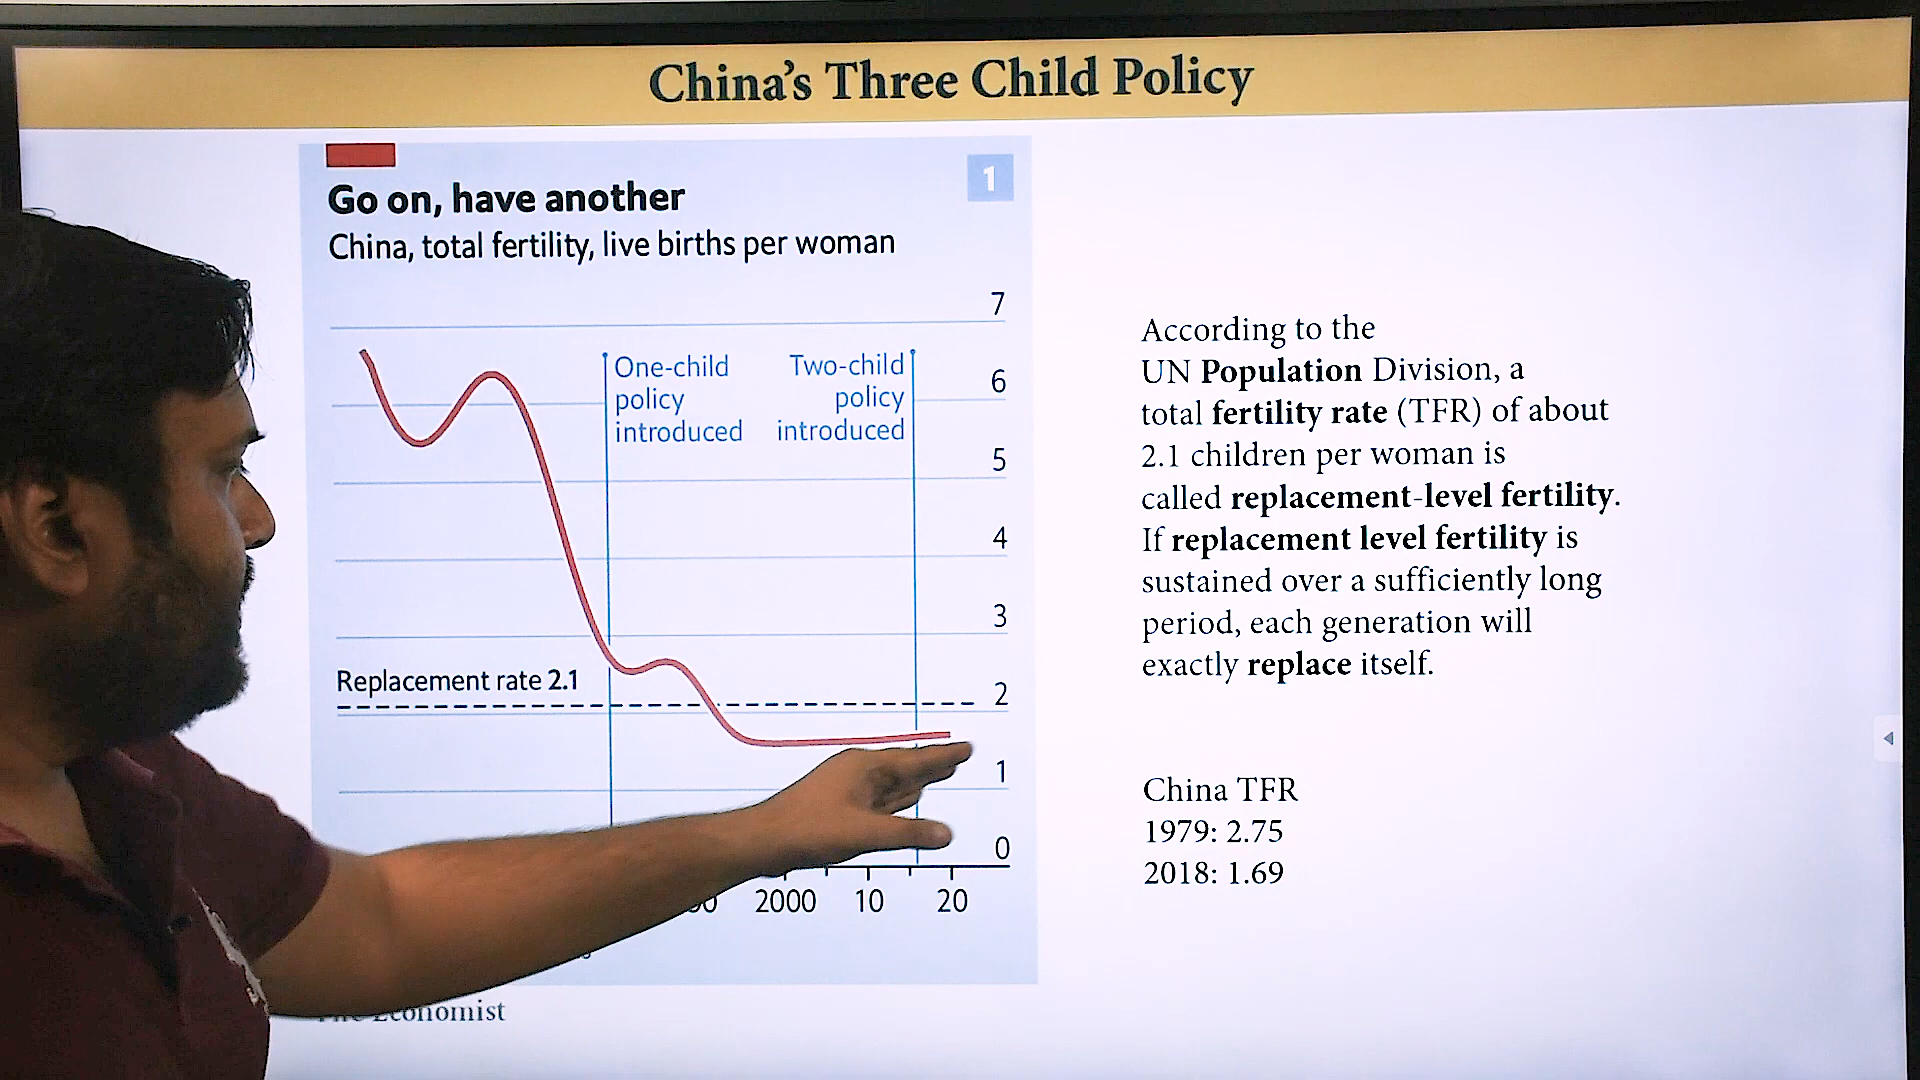 China's Three Child Policy
1
Go on, have another
China, total fertility, live births per woman
7
6
5
4
3
2
1
0
One-child
policy
introduced
Two-child
policy
introduced
Replacement rate 2.1
2000 10 20
Economist
According to the
UN Population Division, a
total fertility rate (TFR) of about
2.1 children per woman is
called replacement-level fertility.
If replacement level fertility is
sustained over a sufficiently long
period, each generation will
exactly replace itself.
China TFR
1979: 2.75
2018: 1.69